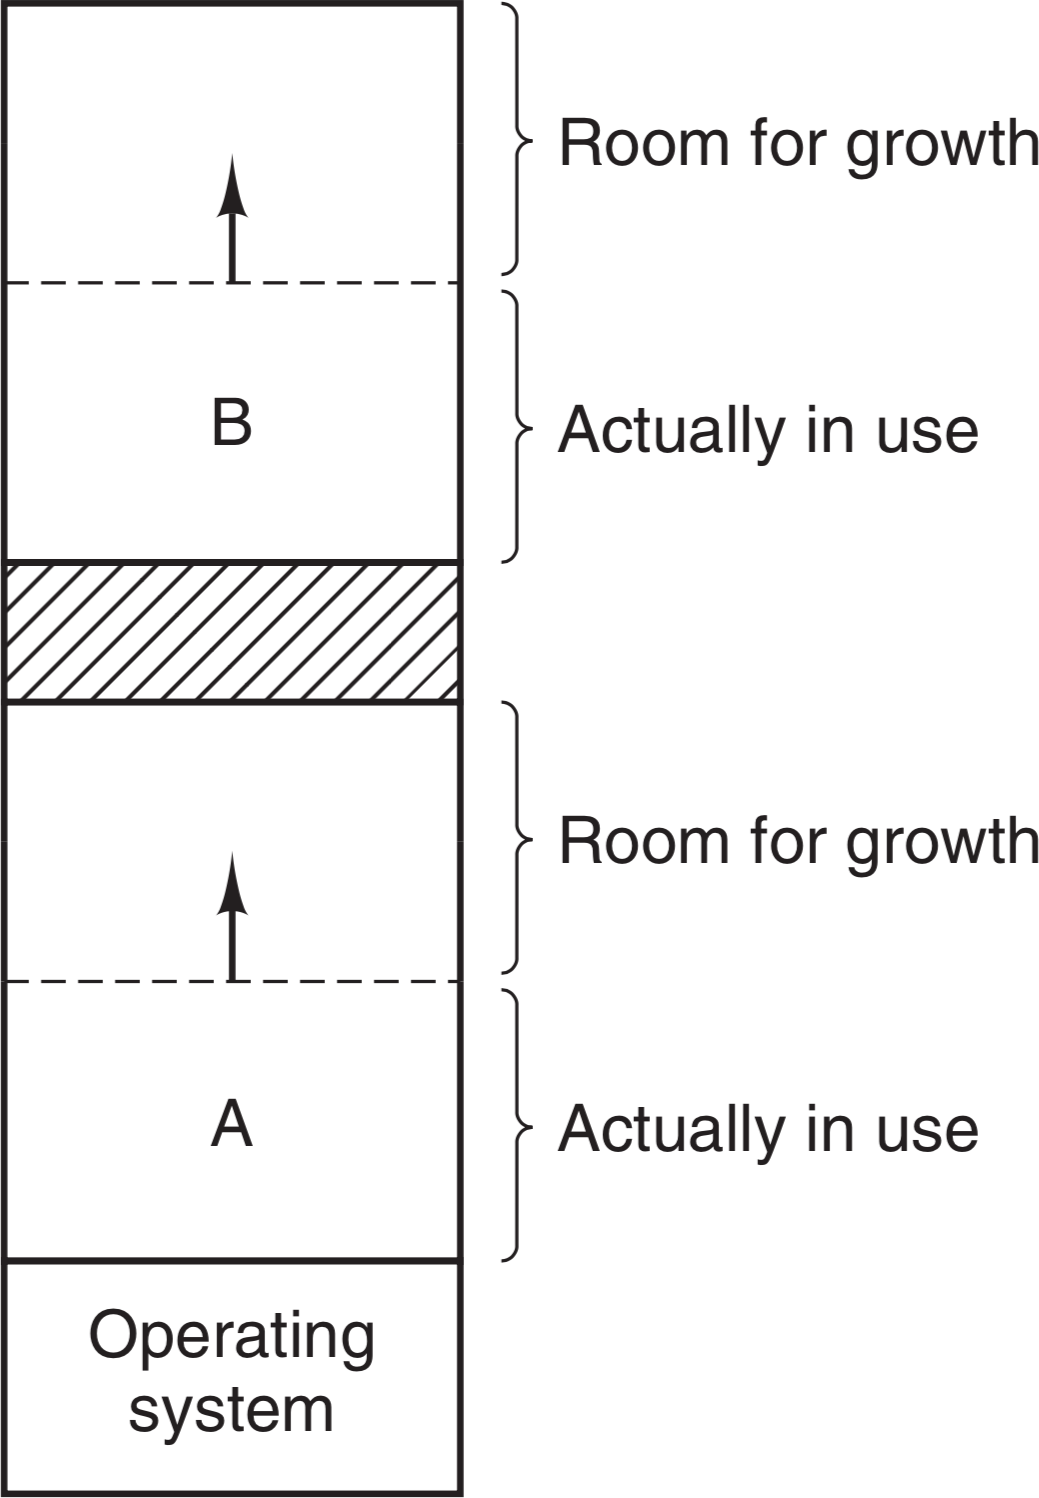 Room for growth
B
Actually in use
Room for growth
A
Actually in use
Operating
system